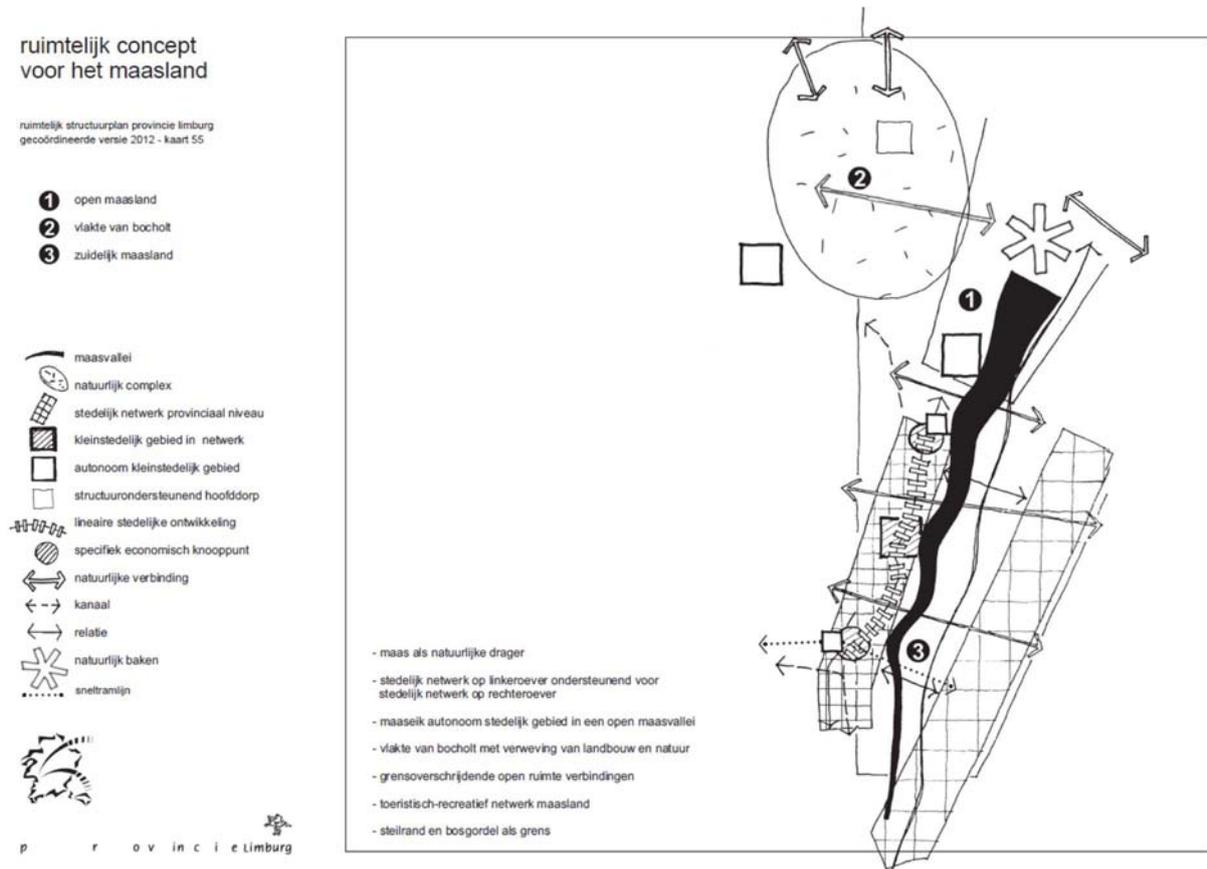 ruimtelijk concept
voor het maasland
ruimtelijk structuurplan provincie limburg
gecoördineerde versie 2012 - kaart 55
1 open maasland
2 vlakte van bocholt
3 zuidelijk maasland
maasvallei
natuurlijk complex
stedelijk netwerk provinciaal niveau
kleinstedelijk gebied in netwerk
autonoom kleinstedelijk gebied
structuurondersteunend hoofddorp
lineaire stedelijke ontwikkeling
specifiek economisch knooppunt
natuurlijke verbinding
kanaal
relatie
natuurlijk baken
sneltramlijn
provincie Limburg
2
1
3
- maas als natuurlijke drager
- stedelijk netwerk op linkeroever ondersteunend voor
stedelijk netwerk op rechteroever
- maaseik autonoom stedelijk gebied in een open maasvallei
- vlakte van bocholt met verweving van landbouw en natuur
- grensoverschrijdende open ruimte verbindingen
- toeristisch-recreatief netwerk maasland
- steilrand en bosgordel als grens